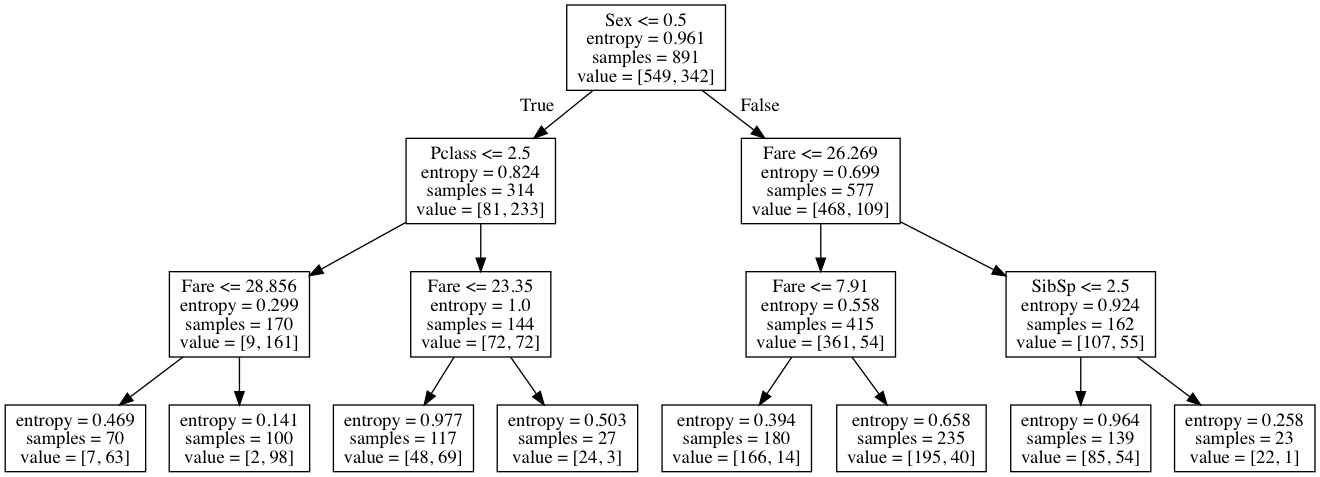 Sex <= 0.5
entropy = 0.961
samples = 891
value = [549, 342]
True
False
Pclass <= 2.5
entropy = 0.824
samples = 314
value = [81, 233]
Fare <= 26.269
entropy = 0.699
samples = 577
value = [468, 109]
Fare <= 28.856
entropy = 0.299
samples = 170
value = [9, 161]
Fare <= 23.35
entropy = 1.0
samples = 144
value = [72, 72]
Fare <= 7.91
entropy = 0.558
samples = 415
value = [361, 54]
SibSp <= 2.5
entropy = 0.924
samples = 162
value = [107, 55]
entropy = 0.469
samples = 70
value = [7, 63]
entropy = 0.141
samples = 100
value = [2, 98]
entropy = 0.977
samples = 117
value = [48, 69]
entropy = 0.503
samples = 27
value = [24, 3]
entropy = 0.394
samples = 180
value = [166, 14]
entropy = 0.658
samples = 235
value = [195, 40]
entropy = 0.964
samples = 139
value = [85, 54]
entropy = 0.258
samples = 23
value = [22, 1]